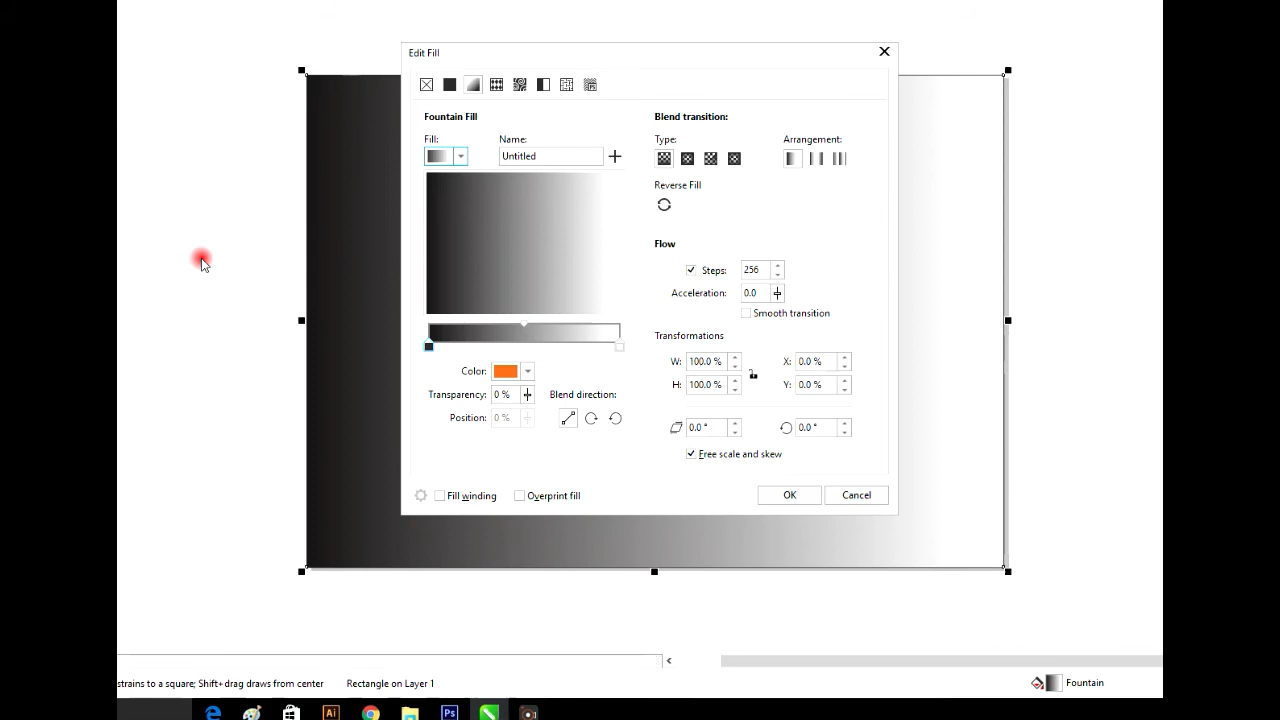 Edit Fill
Fountain Fill
Fill:
Name:
Untitled
Color:
Transparency: 0 %
Blend direction:
Position: 0 %
Blend transition:
Type:
Arrangement:
Reverse Fill
Flow
Steps: 256
Acceleration: 0.0
Smooth transition
Transformations
W: 100.0 % X: 0.0 %
H: 100.0 % Y: 0.0 %
0.0 ° 0.0 °
Free scale and skew
Fill winding Overprint fill OK Cancel
strains to a square; Shift+drag draws from center Rectangle on Layer 1 Fountain
Ai Ps